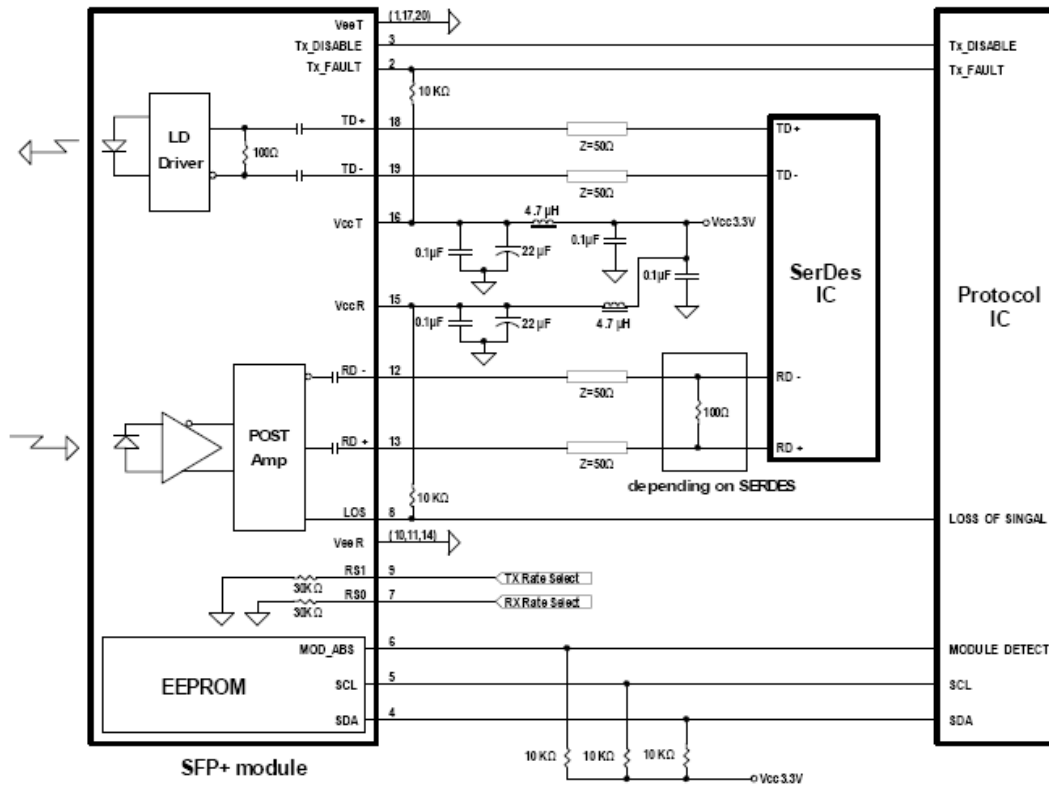 VeeT (1,17,20)
Tx_DISABLE 3 Tx_DISABLE
Tx_FAULT 2 Tx_FAULT
10 KΩ
LD
Driver
100Ω
TD+ 18 Z=50Ω TD+
TD- 19 Z=50Ω TD-
VccT 16 4.7 µH Vcc3.3V
0.1µF 22 µF 0.1µF
0.1µF
VccR 15
0.1µF 22 µF 4.7 µH
SerDes
IC
Protocol
IC
RD - 12 Z=50Ω RD -
100Ω
POST
Amp
RD + 13 Z=50Ω RD +
depending on SERDES
10 KΩ
LOS 8 LOSS OF SINGAL
VeeR (10,11,14)
RS1 9 TX Rate Select
30KΩ
RS0 7 RX Rate Select
30KΩ
MOD_ABS 6 MODULE DETECT
EEPROM
SCL 5 SCL
SDA 4 SDA
10 KΩ 10 KΩ 10 KΩ
Vcc3.3V
SFP+ module